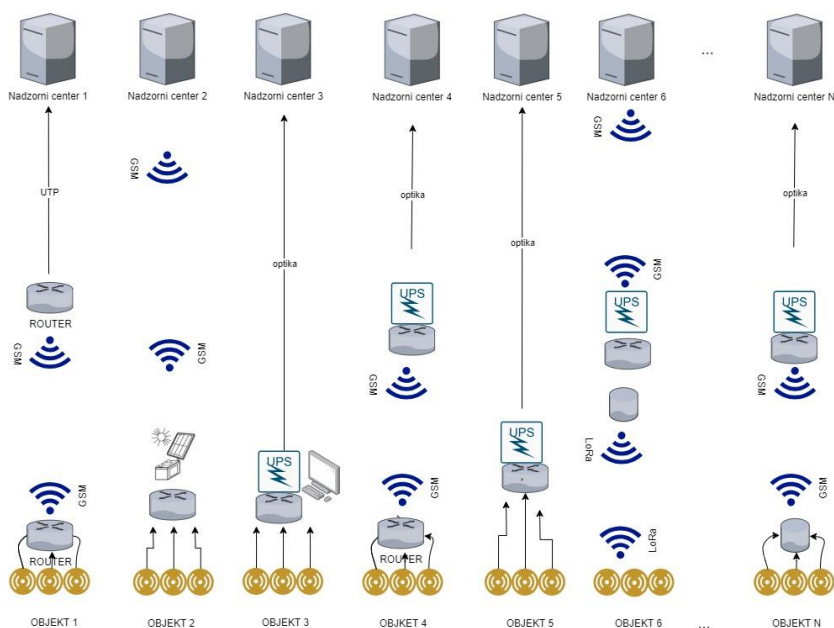 ...
Nadzorni center 1
Nadzorni center 2
Nadzorni center 3
Nadzorni center 4
Nadzorni center 5
Nadzorni center 6
Nadzorni center N
GSM
GSM
UTP
optika
optika
optika
optika
GSM
UPS
UPS
UPS
ROUTER
GSM
GSM
GSM
GSM
UPS
LoRa
UPS
GSM
GSM
GSM
LoRa
ROUTER
ROUTER
OBJEKT 1
OBJEKT 2
OBJEKT 3
OBJKET 4
OBJEKT 5
OBJEKT 6
...
OBJEKT N